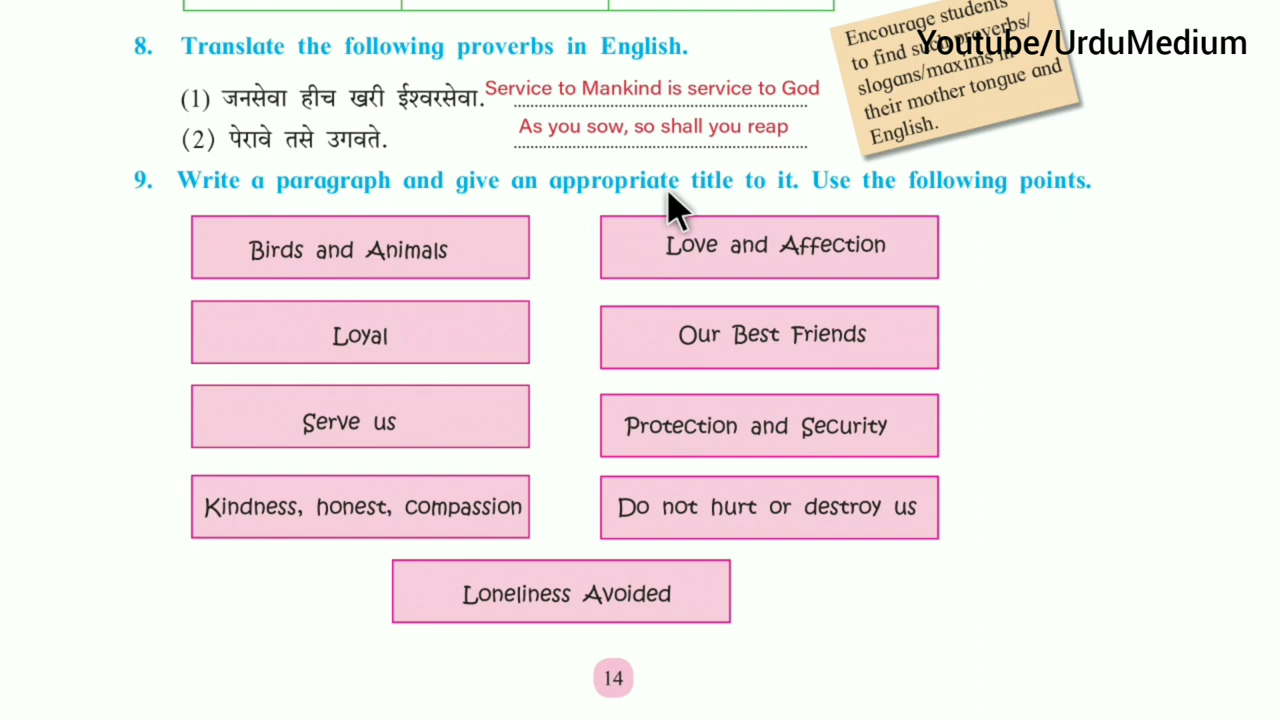 8. Translate the following proverbs in English.
(1) जनसेवा हीच खरी ईश्वरसेवा. Service to Mankind is service to God
(2) पेरावे तसे उगवते. As you sow, so shall you reap
Encourage students
to find such proverbs/
slogans/maxims in
their mother tongue and
English.
Youtube/UrduMedium
9. Write a paragraph and give an appropriate title to it. Use the following points.
Birds and Animals
Love and Affection
Loyal
Our Best Friends
Serve us
Protection and Security
Kindness, honest, compassion
Do not hurt or destroy us
Loneliness Avoided
14